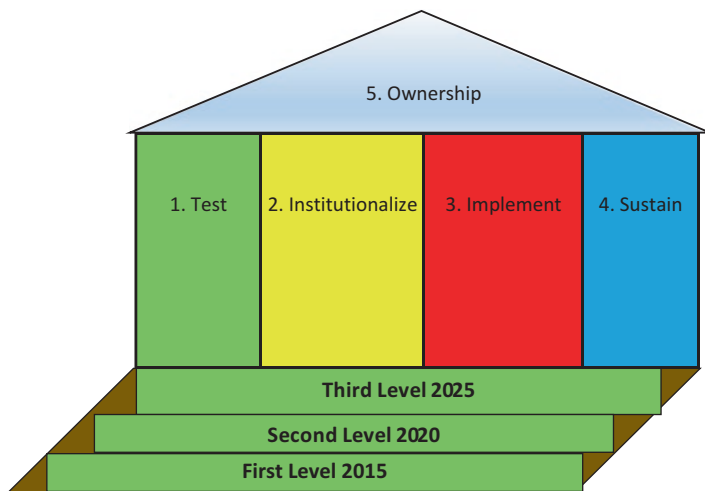 5. Ownership
1. Test
2. Institutionalize
3. Implement
4. Sustain
Third Level 2025
Second Level 2020
First Level 2015